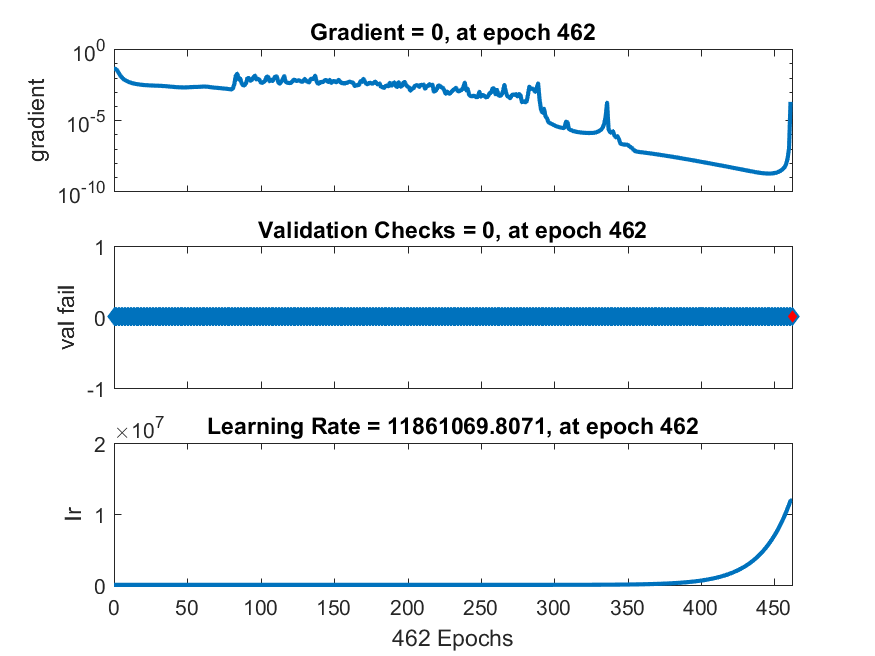 Gradient = 0, at epoch 462
10^0
10^-5
10^-10
gradient
Validation Checks = 0, at epoch 462
1
0
-1
val fail
Learning Rate = 11861069.8071, at epoch 462
×10^7
2
1
0
lr
0 50 100 150 200 250 300 350 400 450
462 Epochs